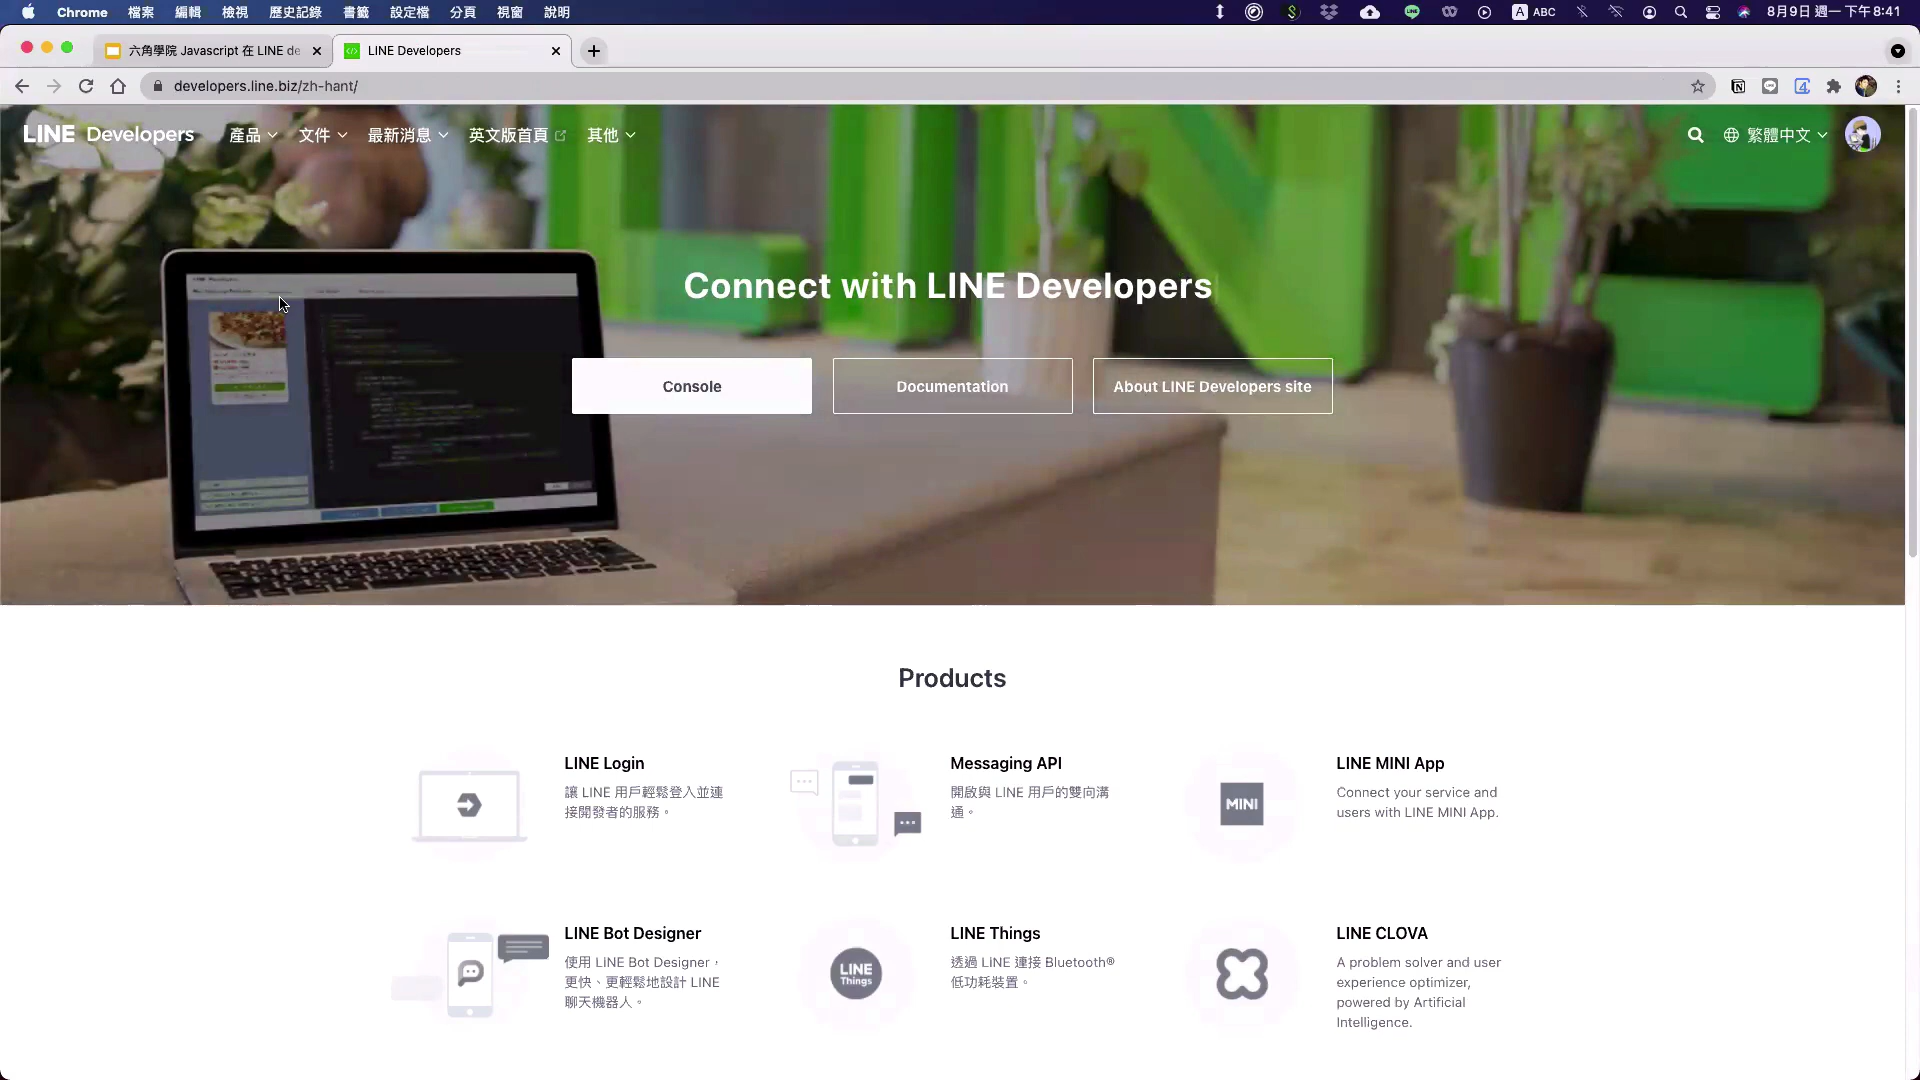 Chrome 檔案 編輯 檢視 歷史記錄 書籤 設定檔 分頁 視窗 說明 ABC 8月9日 週一 下午8:41
六角學院 Javascript 在 LINE de
LINE Developers
developers.line.biz/zh-hant/
LINE Developers 產品 文件 最新消息 英文版首頁 其他 繁體中文
Connect with LINE Developers
Console
Documentation
About LINE Developers site
Products
LINE Login
讓 LINE 用戶輕鬆登入並連
接開發者的服務。
Messaging API
開啟與 LINE 用戶的雙向溝
通。
MINI
LINE MINI App
Connect your service and
users with LINE MINI App.
LINE Bot Designer
使用 LINE Bot Designer，
更快、更輕鬆地設計 LINE
聊天機器人。
LINE
Things
LINE Things
透過 LINE 連接 Bluetooth®
低功耗裝置。
LINE CLOVA
A problem solver and user
experience optimizer,
powered by Artificial
Intelligence.